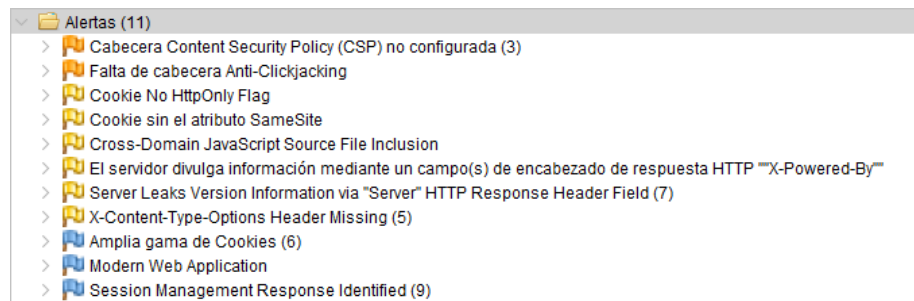 Alertas (11)
Cabecera Content Security Policy (CSP) no configurada (3)
Falta de cabecera Anti-Clickjacking
Cookie No HttpOnly Flag
Cookie sin el atributo SameSite
Cross-Domain JavaScript Source File Inclusion
El servidor divulga información mediante un campo(s) de encabezado de respuesta HTTP ""X-Powered-By""
Server Leaks Version Information via "Server" HTTP Response Header Field (7)
X-Content-Type-Options Header Missing (5)
Amplia gama de Cookies (6)
Modern Web Application
Session Management Response Identified (9)